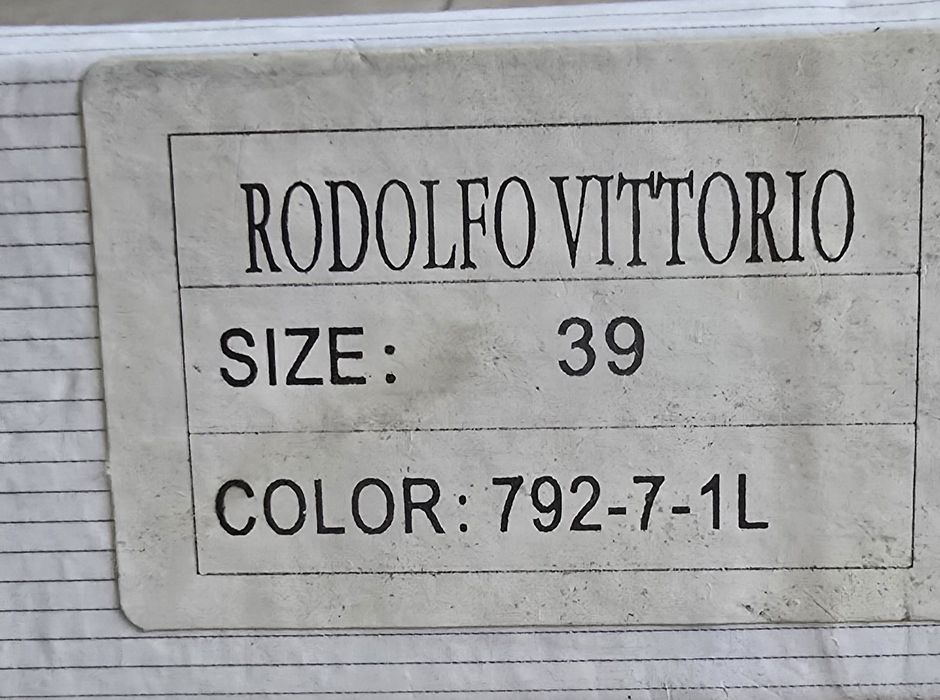 RODOLFO VITTORIO
SIZE: 39
COLOR: 792-7-1L